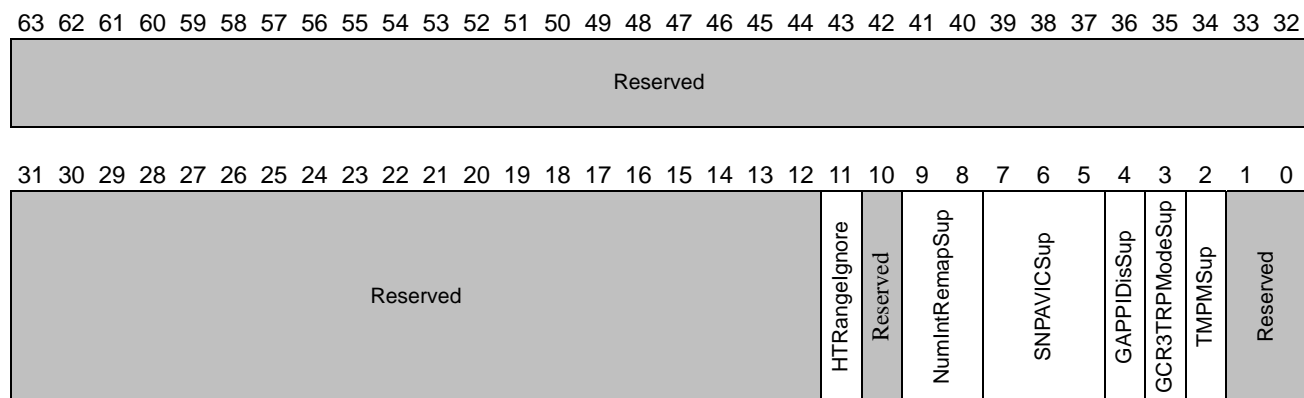 63 62 61 60 59 58 57 56 55 54 53 52 51 50 49 48 47 46 45 44 43 42 41 40 39 38 37 36 35 34 33 32
Reserved
31 30 29 28 27 26 25 24 23 22 21 20 19 18 17 16 15 14 13 12 11 10 9 8 7 6 5 4 3 2 1 0
Reserved
HTRangeIgnore
Reserved
NumIntRemapSup
SNPAVICSup
GAPPIDisSup
GCR3TRPModeSup
TMPMSup
Reserved